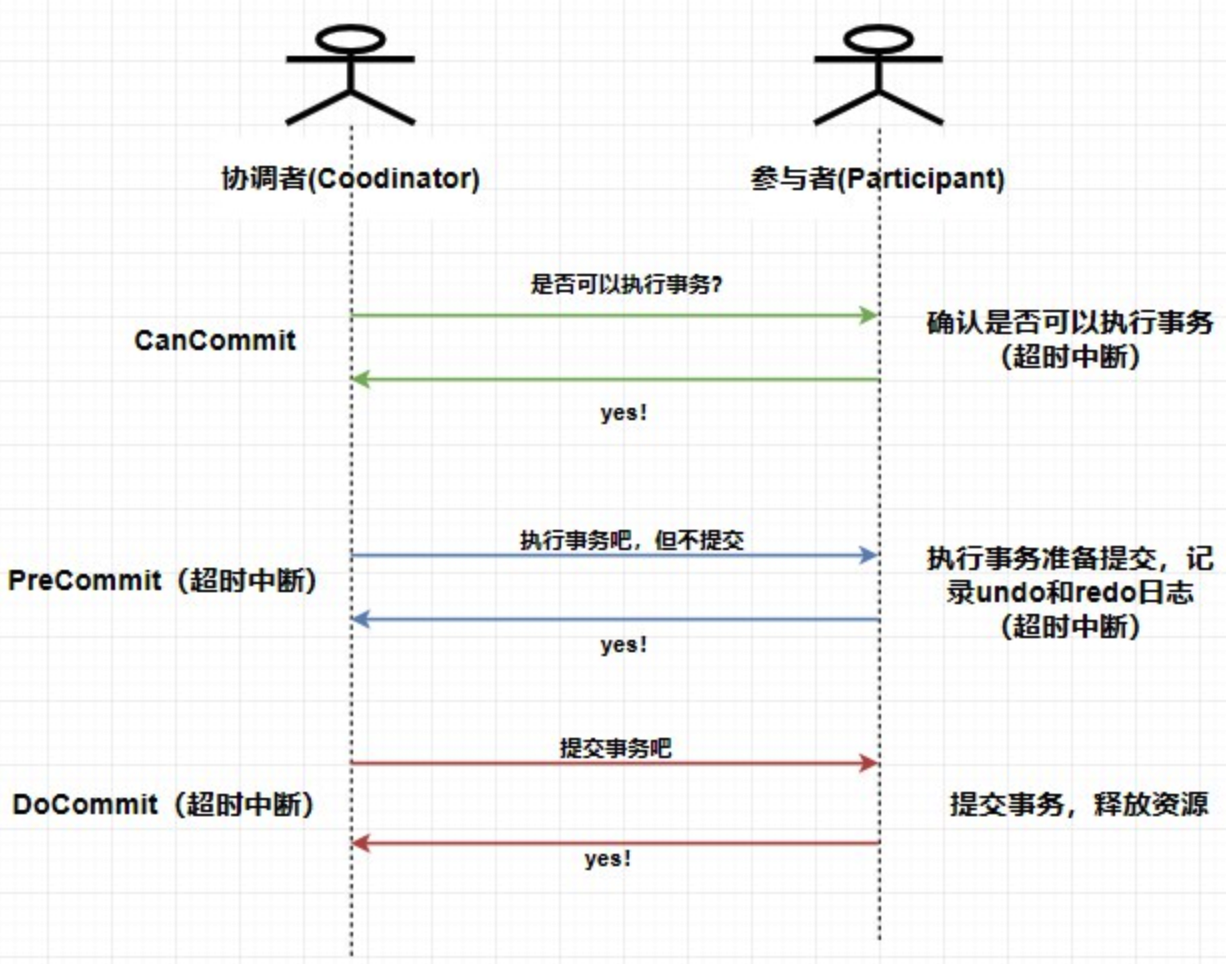 协调者(Coodinator)
参与者(Participant)
是否可以执行事务?
CanCommit
确认是否可以执行事务
（超时中断）
yes!
执行事务吧，但不提交
PreCommit（超时中断）
执行事务准备提交，记
录undo和redo日志
（超时中断）
yes!
提交事务吧
DoCommit（超时中断）
提交事务，释放资源
yes!